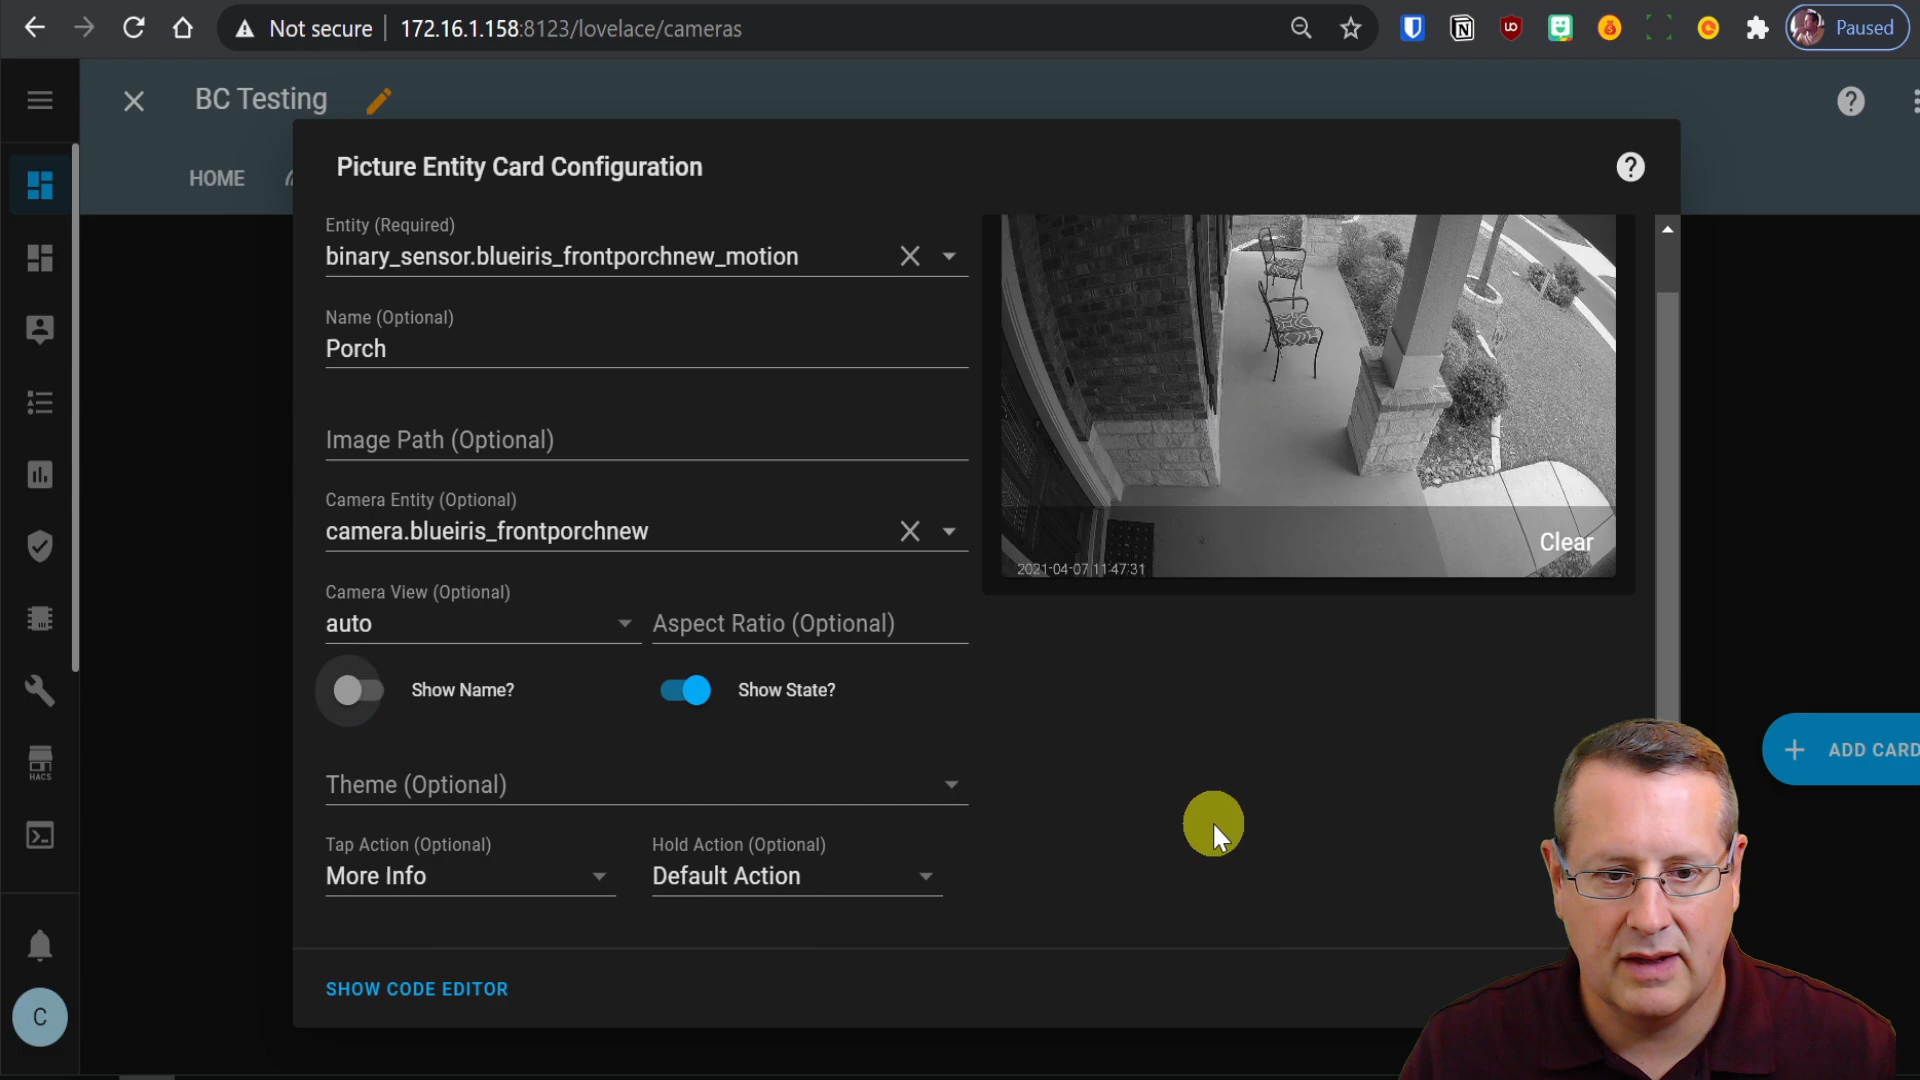 Not secure
172.16.1.158:8123/lovelace/cameras
Paused
BC Testing
HOME
Picture Entity Card Configuration
Entity (Required)
binary_sensor.blueiris_frontporchnew_motion
Name (Optional)
Porch
Image Path (Optional)
Camera Entity (Optional)
camera.blueiris_frontporchnew
Camera View (Optional)
auto
Aspect Ratio (Optional)
Show Name?
Show State?
Theme (Optional)
Tap Action (Optional)
More Info
Hold Action (Optional)
Default Action
SHOW CODE EDITOR
Clear
2021-04-07 11:47:31
ADD CARD
HACS
C